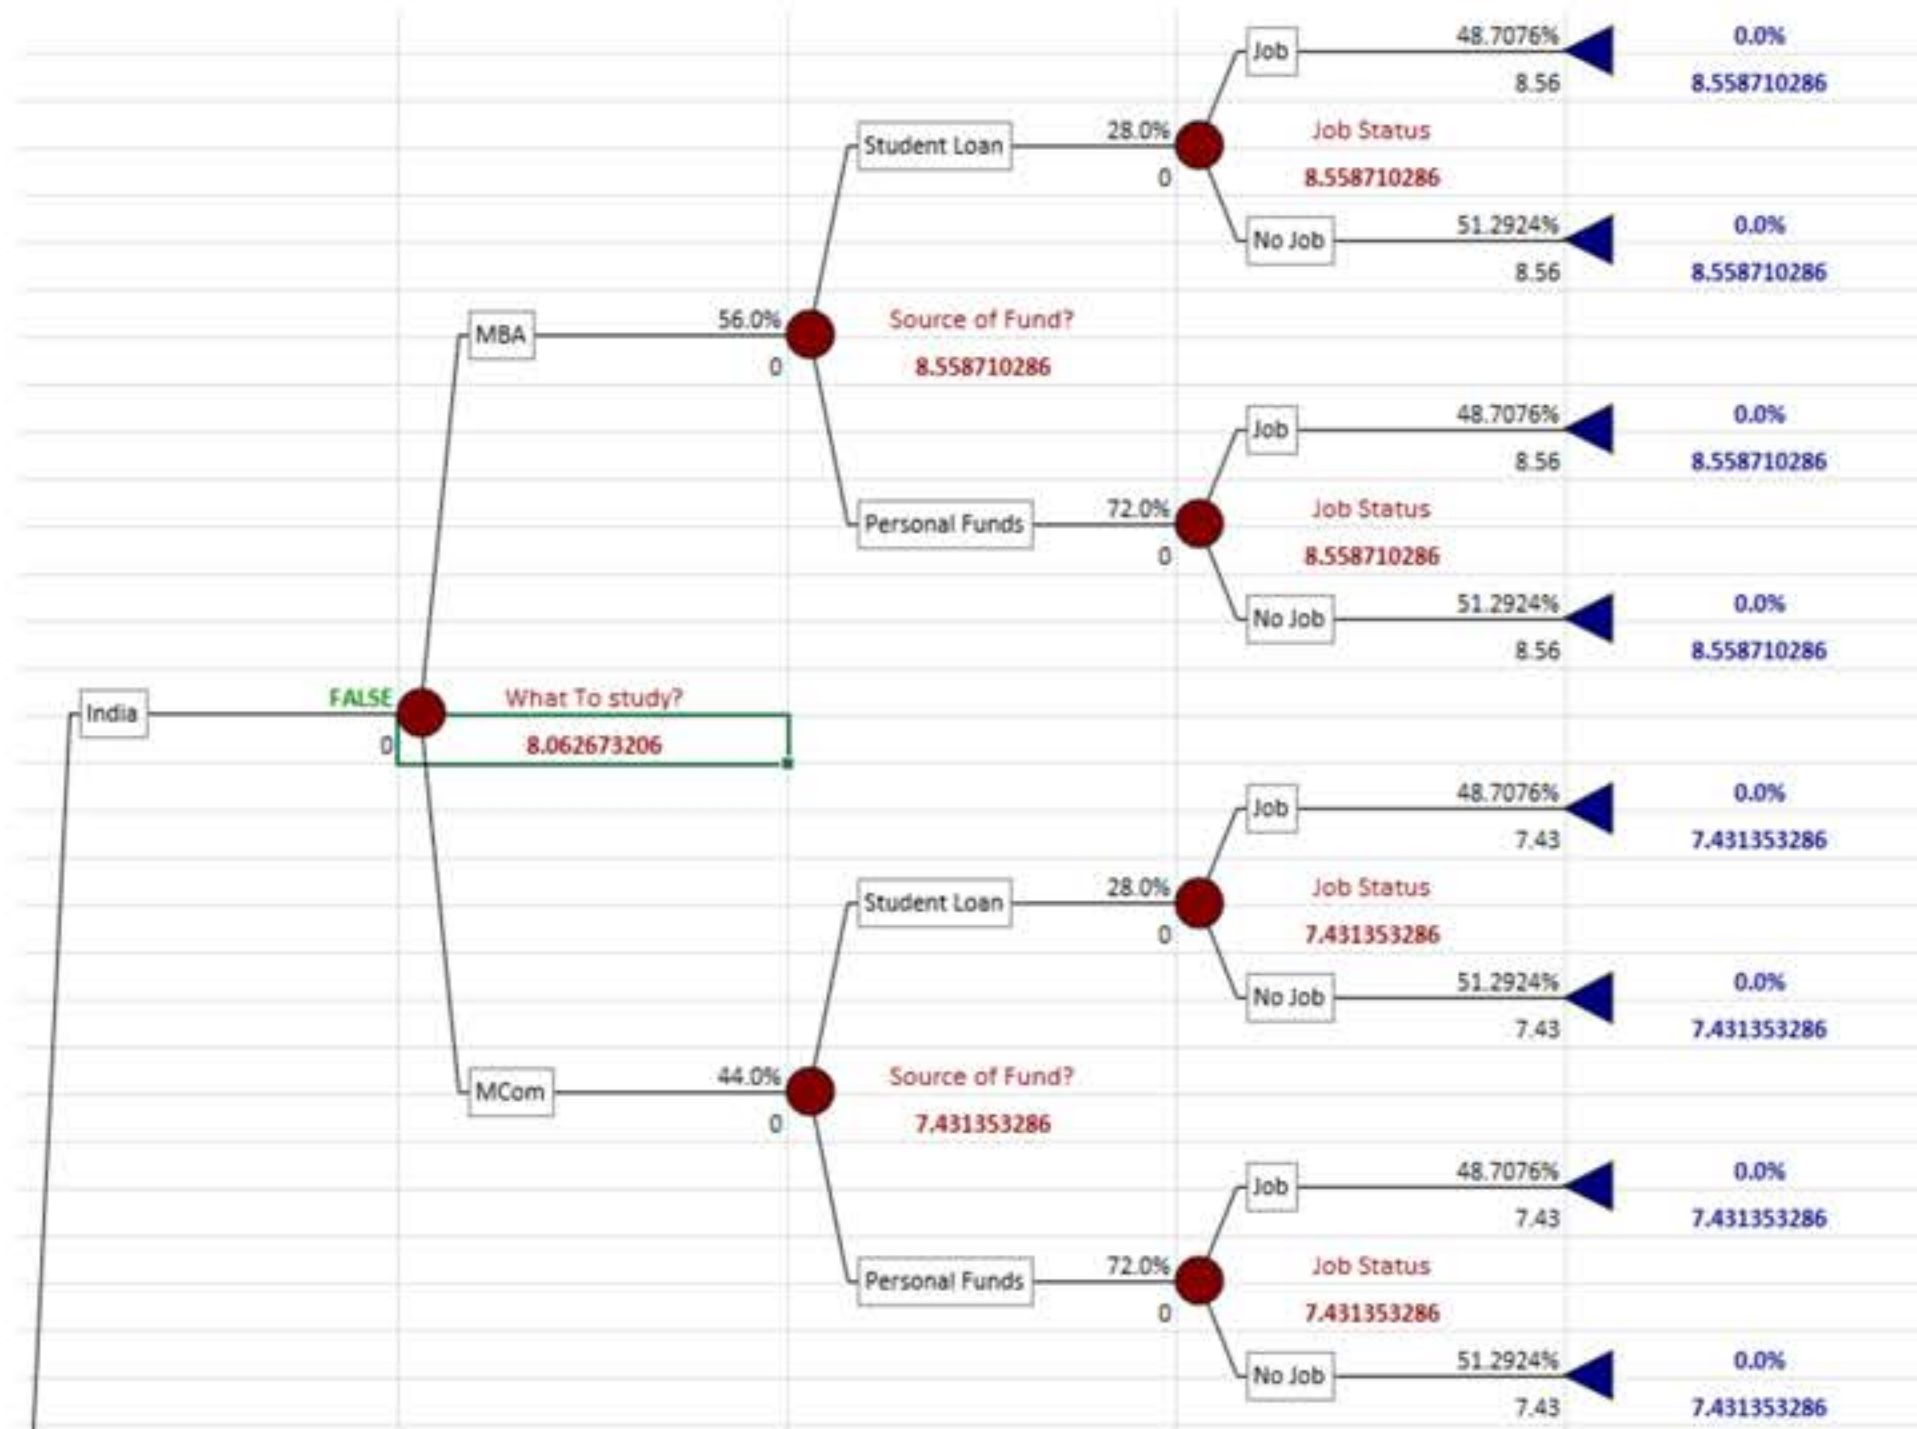 Job 48.7076% 0.0%
8.56 8.558710286
Student Loan 28.0% Job Status
0 8.558710286
No Job 51.2924% 0.0%
8.56 8.558710286
MBA 56.0% Source of Fund?
0 8.558710286
Job 48.7076% 0.0%
8.56 8.558710286
Personal Funds 72.0% Job Status
0 8.558710286
No Job 51.2924% 0.0%
8.56 8.558710286
India FALSE What To study?
0 8.062673206
Job 48.7076% 0.0%
7.43 7.431353286
Student Loan 28.0% Job Status
0 7.431353286
No Job 51.2924% 0.0%
7.43 7.431353286
MCom 44.0% Source of Fund?
0 7.431353286
Job 48.7076% 0.0%
7.43 7.431353286
Personal Funds 72.0% Job Status
0 7.431353286
No Job 51.2924% 0.0%
7.43 7.431353286